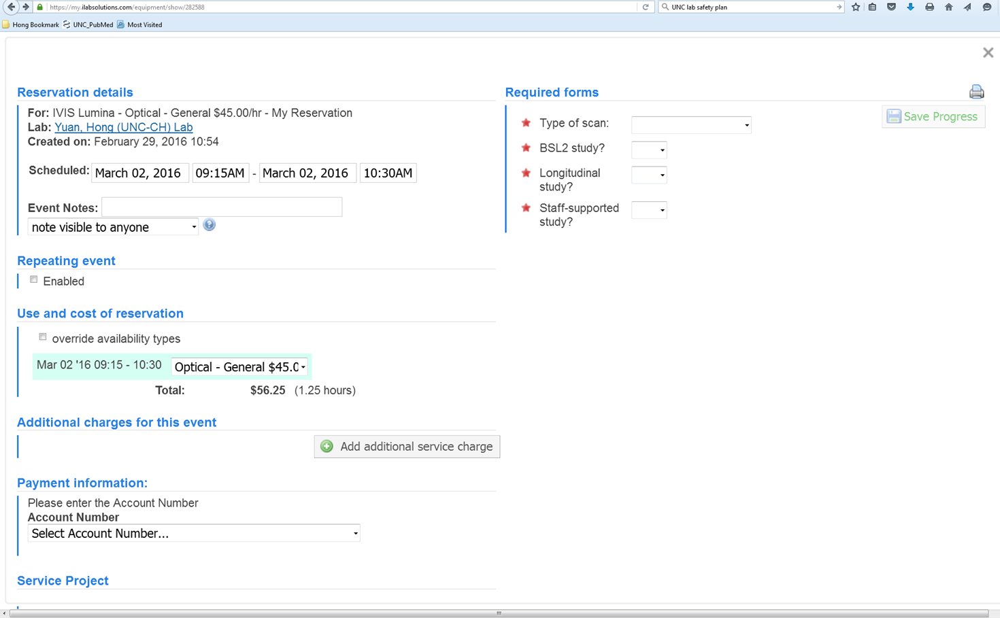 https://my.ilabsolutions.com/equipment/show/282588
UNC lab safety plan
Hong Bookmark UNC_PubMed Most Visited
Reservation details
For: IVIS Lumina - Optical - General $45.00/hr - My Reservation
Lab: Yuan, Hong (UNC-CH) Lab
Created on: February 29, 2016 10:54
Scheduled: March 02, 2016 09:15AM - March 02, 2016 10:30AM
Event Notes:
note visible to anyone
?
Repeating event
Enabled
Use and cost of reservation
override availability types
Mar 02 '16 09:15 - 10:30 Optical - General $45.0
Total: $56.25 (1.25 hours)
Additional charges for this event
Add additional service charge
Payment information:
Please enter the Account Number
Account Number
Select Account Number...
Service Project
Required forms
Save Progress
Type of scan:
BSL2 study?
Longitudinal
study?
Staff-supported
study?